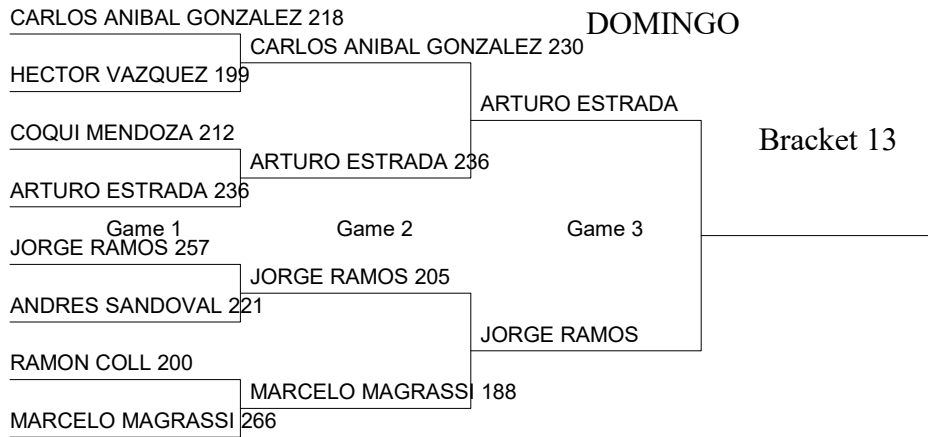 CARLOS ANIBAL GONZALEZ 218
DOMINGO
CARLOS ANIBAL GONZALEZ 230
HECTOR VAZQUEZ 199
ARTURO ESTRADA
COQUI MENDOZA 212
Bracket 13
ARTURO ESTRADA 236
ARTURO ESTRADA 236
Game 1
Game 2
Game 3
JORGE RAMOS 257
JORGE RAMOS 205
ANDRES SANDOVAL 221
JORGE RAMOS
RAMON COLL 200
MARCELO MAGRASSI 188
MARCELO MAGRASSI 266